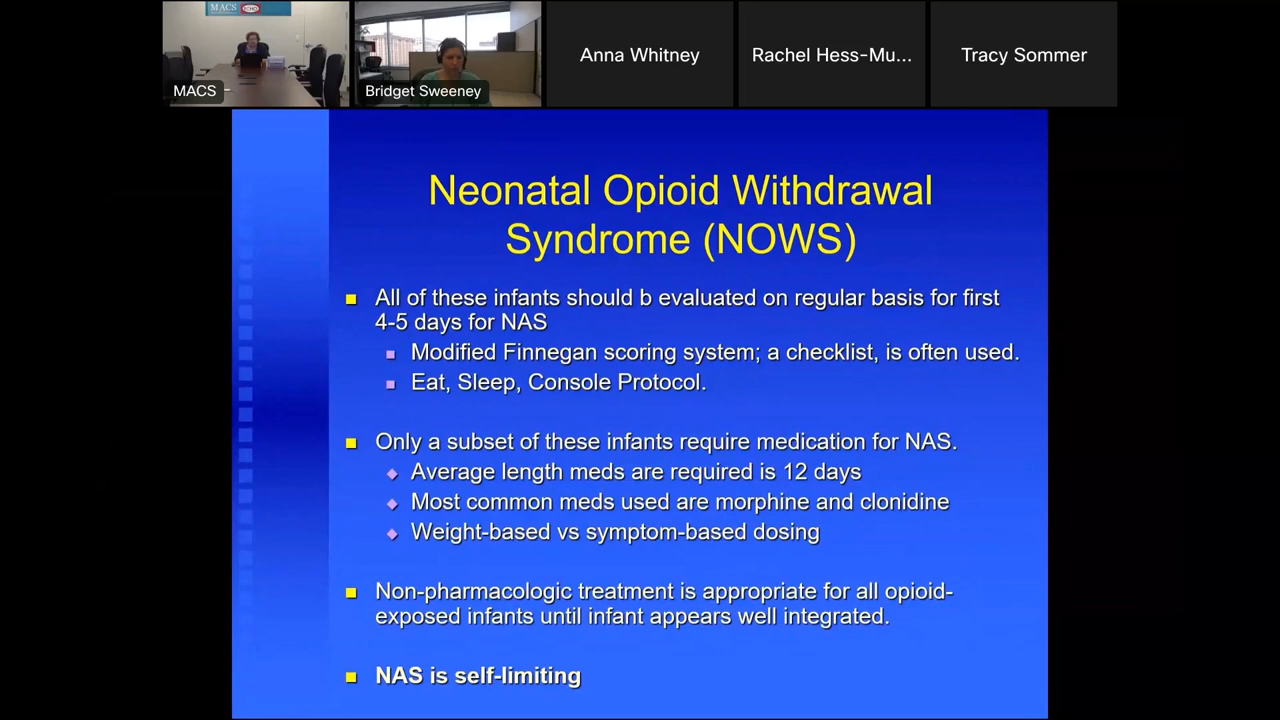 MACS
ECHO
MACS
Bridget Sweeney
Anna Whitney
Rachel Hess-Mu...
Tracy Sommer
Neonatal Opioid Withdrawal
Syndrome (NOWS)
All of these infants should b evaluated on regular basis for first
4-5 days for NAS
Modified Finnegan scoring system; a checklist, is often used.
Eat, Sleep, Console Protocol.
Only a subset of these infants require medication for NAS.
Average length meds are required is 12 days
Most common meds used are morphine and clonidine
Weight-based vs symptom-based dosing
Non-pharmacologic treatment is appropriate for all opioid-
exposed infants until infant appears well integrated.
NAS is self-limiting